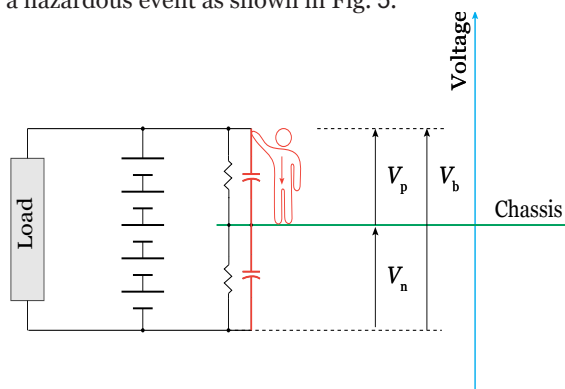 a hazardous event as shown in Fig. 5.
Voltage
Load
Vp
Vb
Chassis
Vn